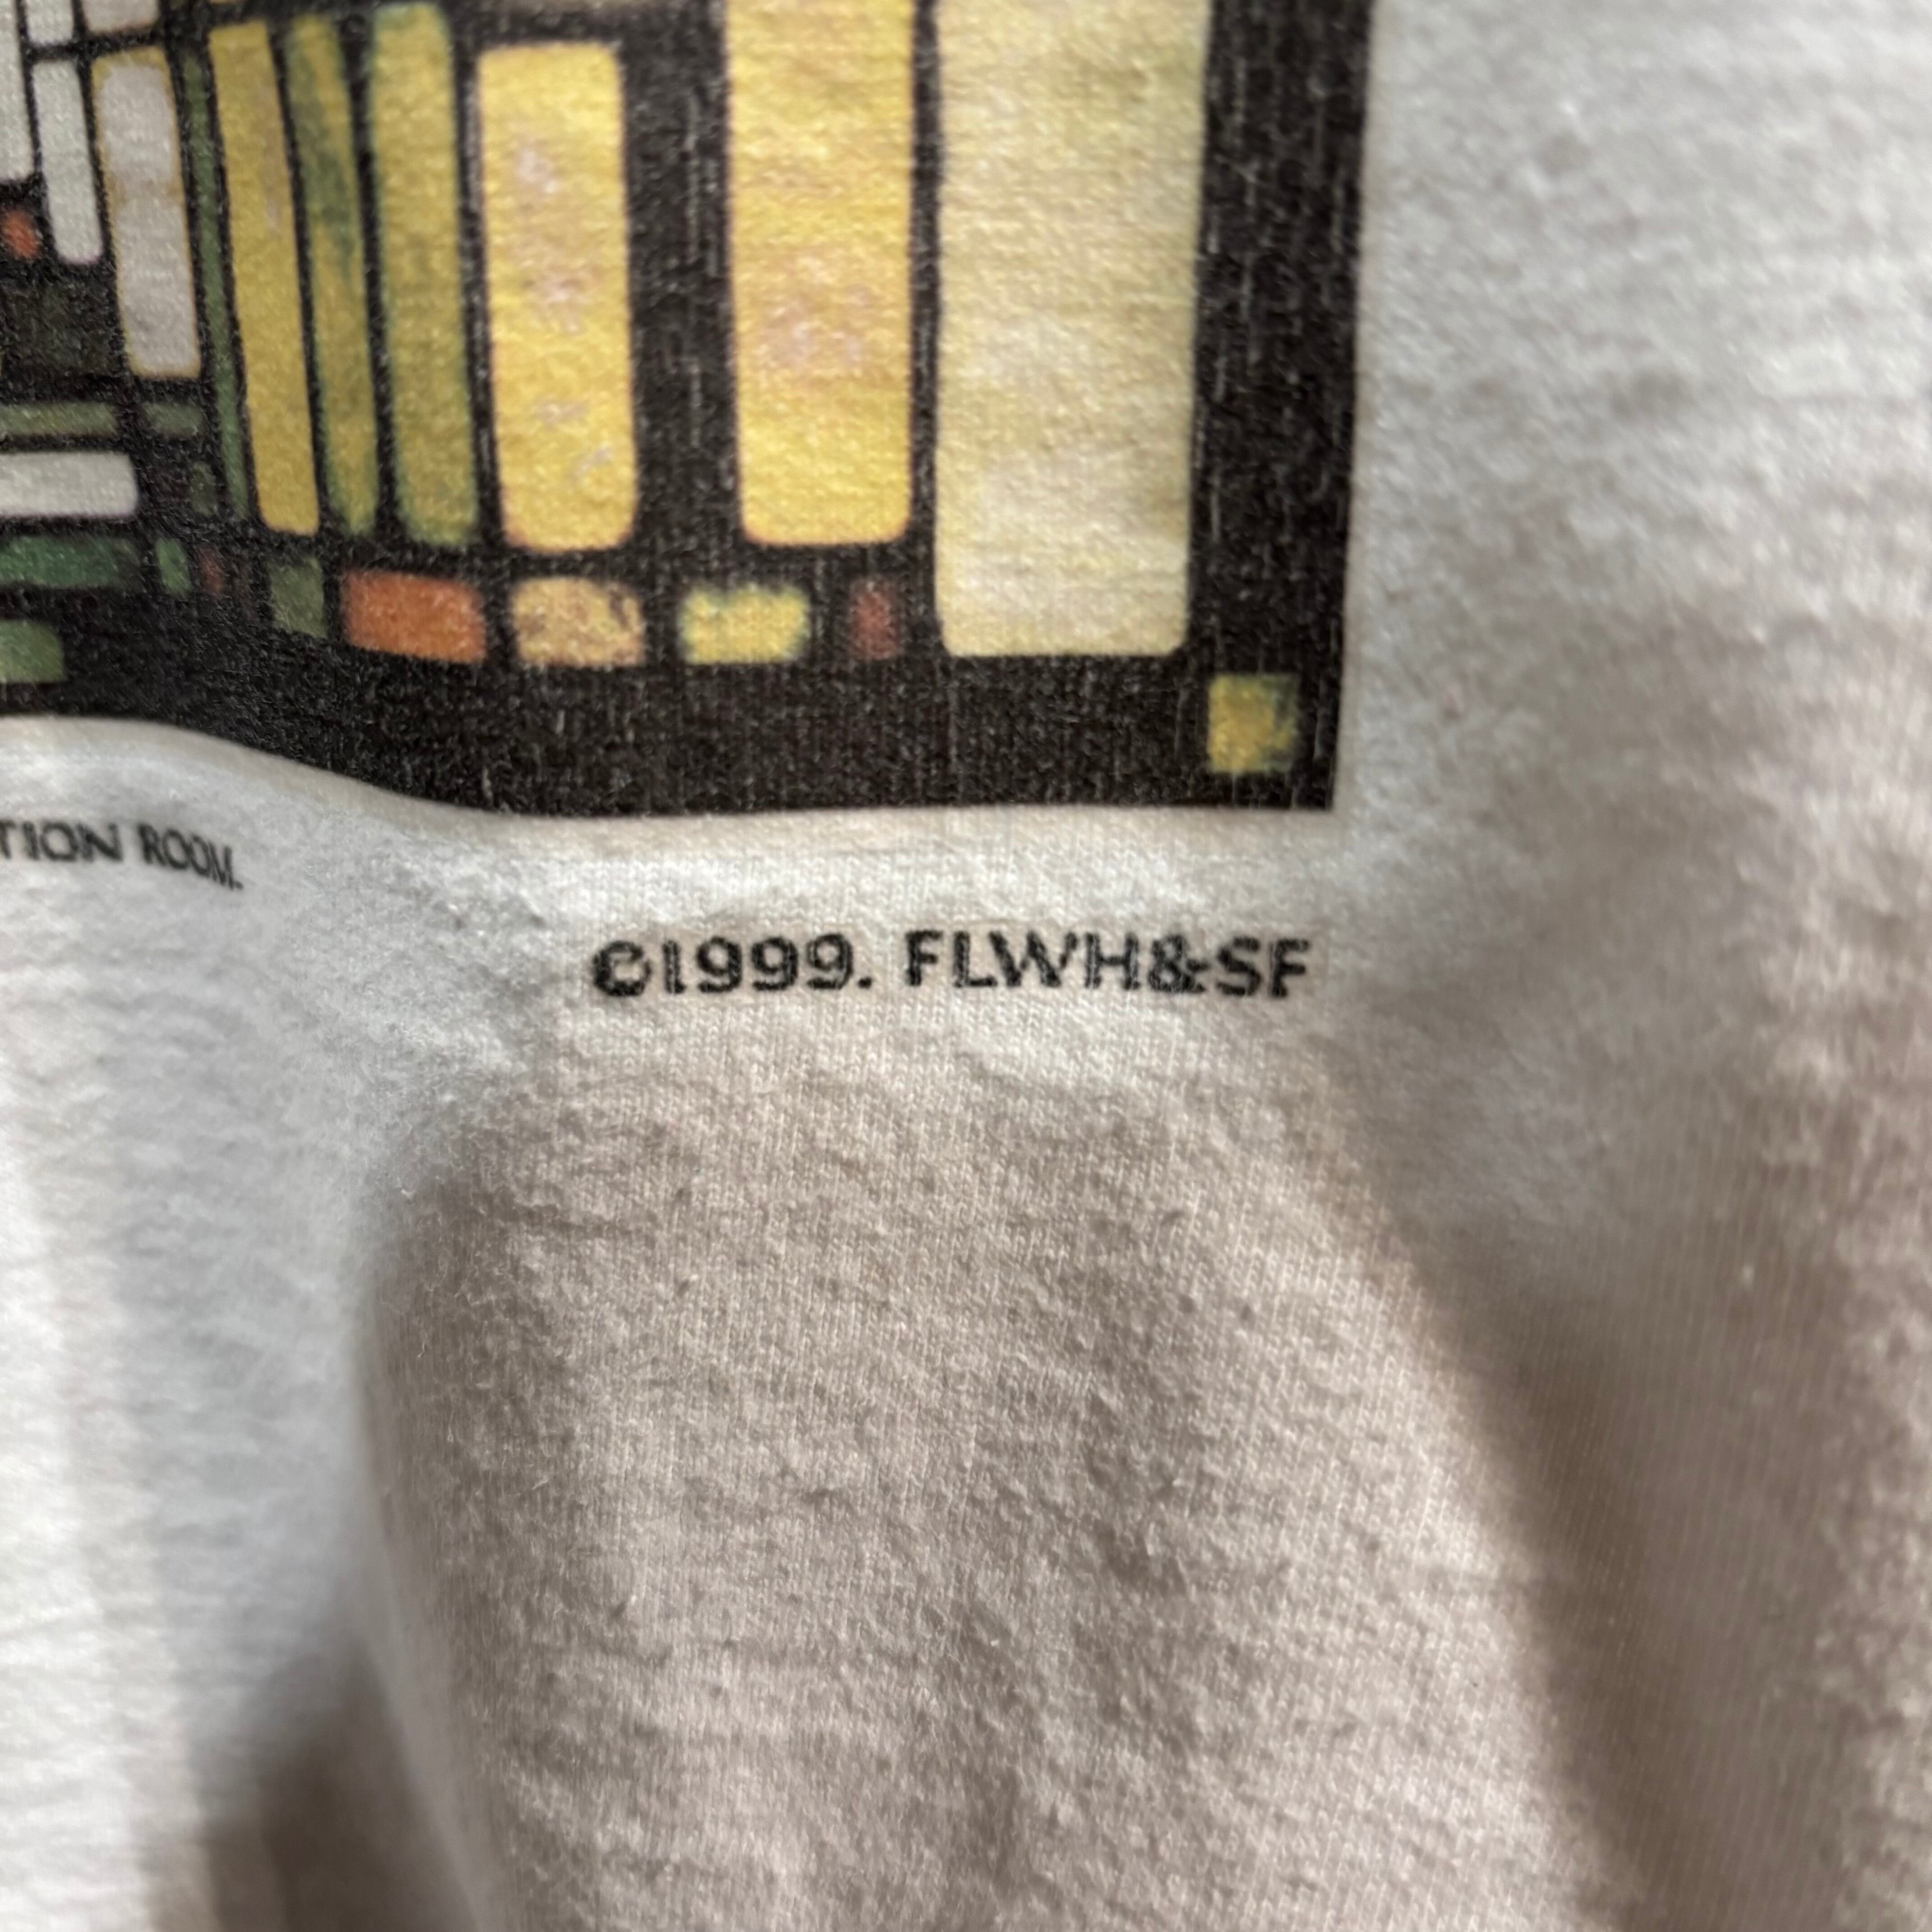 TION ROOM.
©1999. FLWH&SF